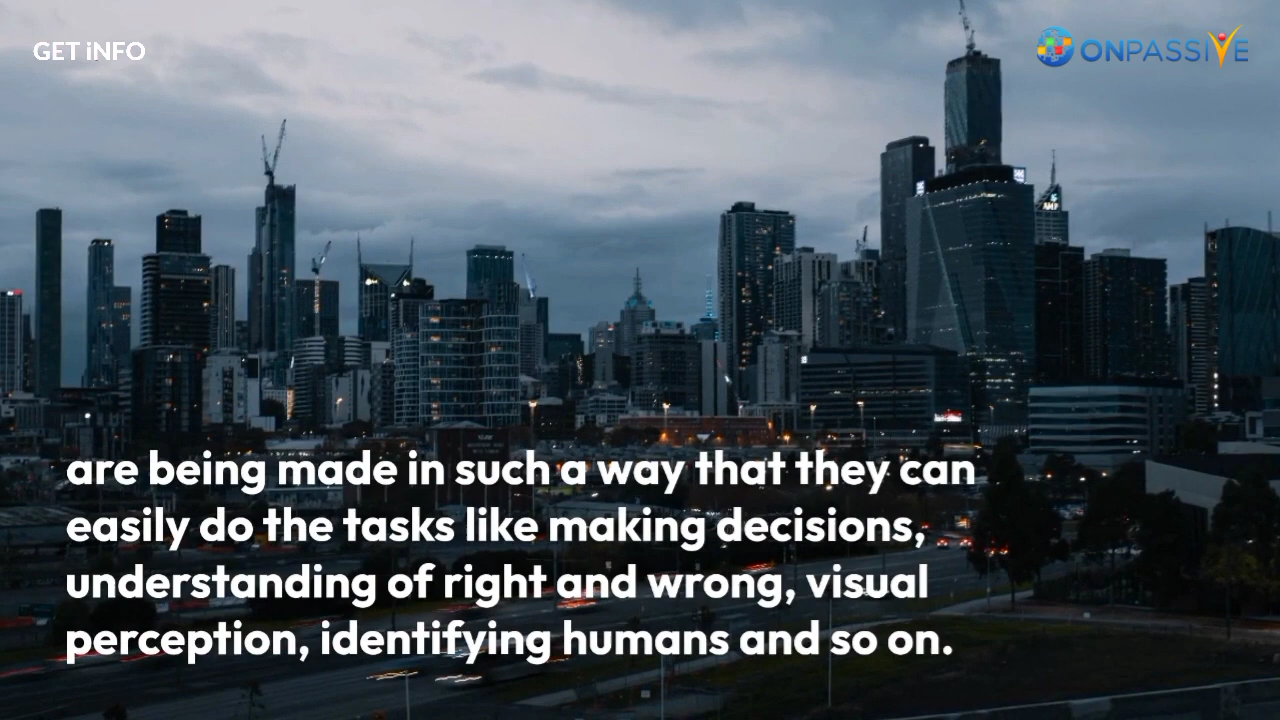 GET iNFO
ONPASSIVE
are being made in such a way that they can
easily do the tasks like making decisions,
understanding of right and wrong, visual
perception, identifying humans and so on.
AMP